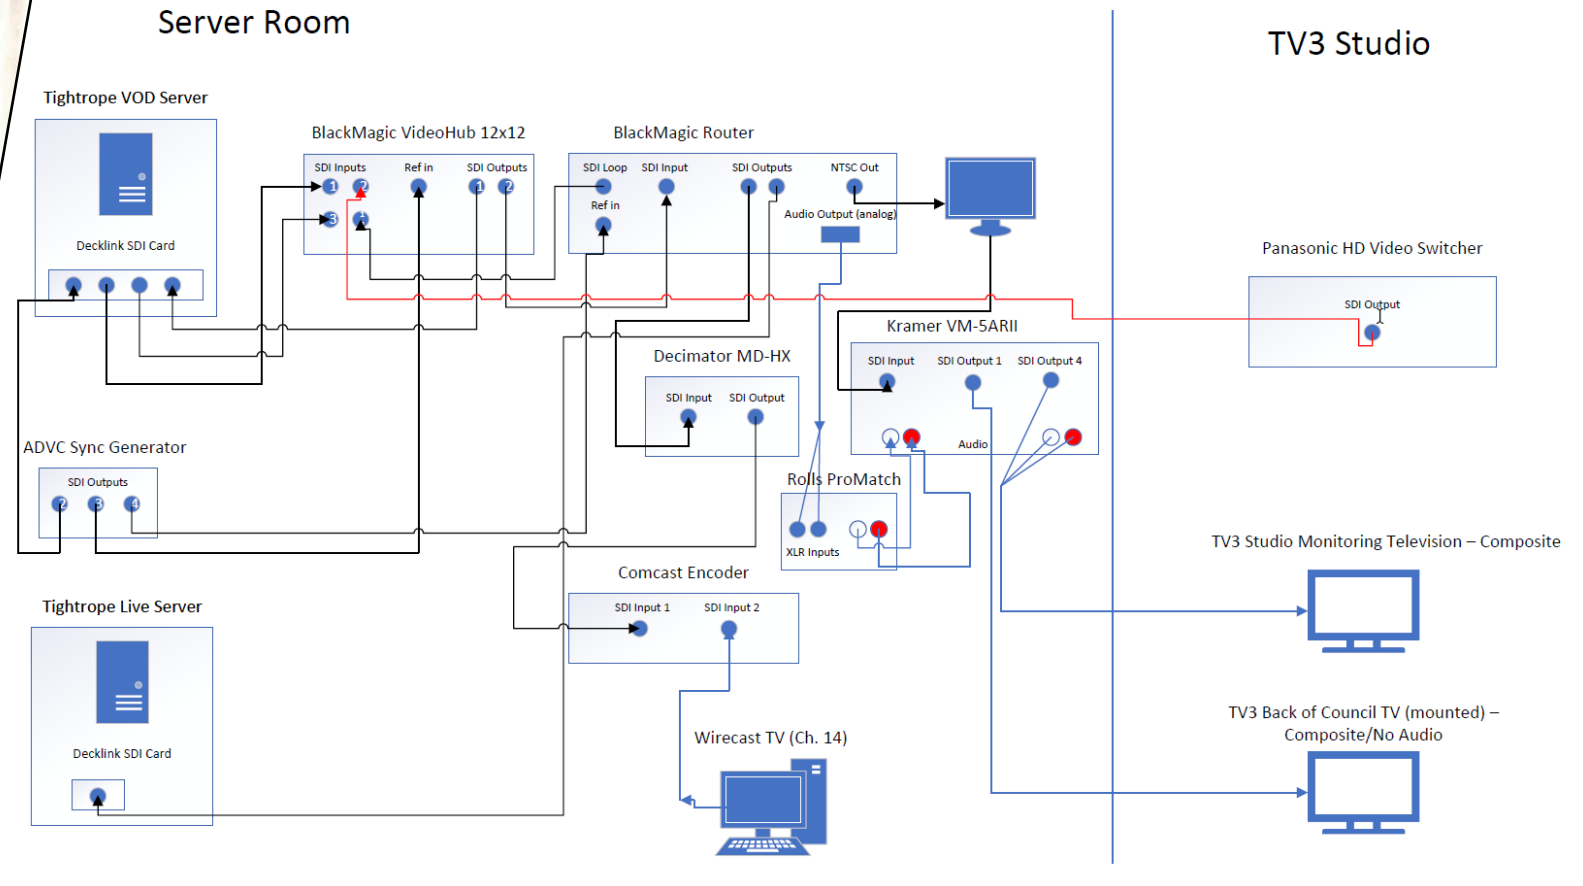 Server Room
TV3 Studio
Tightrope VOD Server
Decklink SDI Card
BlackMagic VideoHub 12x12
SDI Inputs
Ref in
SDI Outputs
1
2
1
2
3
1
BlackMagic Router
SDI Loop
SDI Input
SDI Outputs
NTSC Out
Ref in
Audio Output (analog)
Panasonic HD Video Switcher
SDI Output
Kramer VM-5ARII
SDI Input
SDI Output 1
SDI Output 4
Audio
Decimator MD-HX
SDI Input
SDI Output
ADVC Sync Generator
SDI Outputs
2
3
4
Rolls ProMatch
XLR Inputs
TV3 Studio Monitoring Television – Composite
Comcast Encoder
SDI Input 1
SDI Input 2
Tightrope Live Server
Decklink SDI Card
TV3 Back of Council TV (mounted) –
Composite/No Audio
Wirecast TV (Ch. 14)